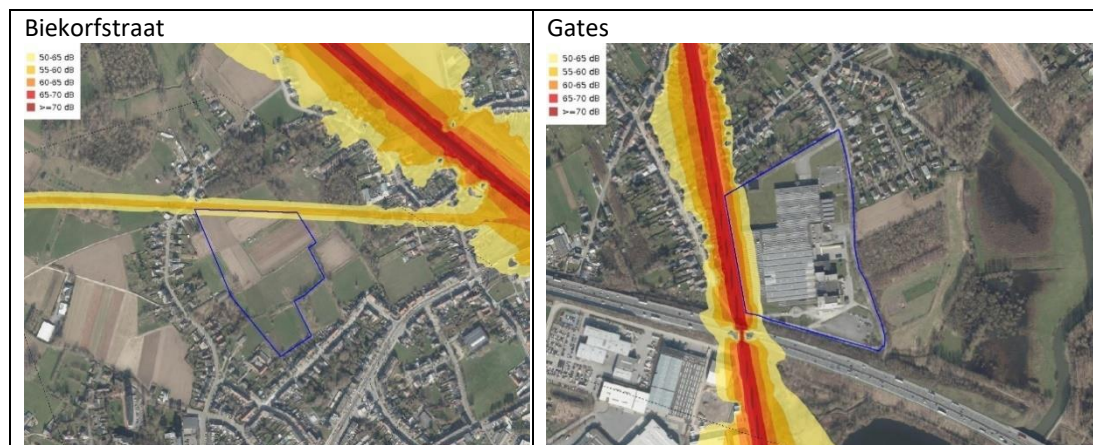 Biekorfstraat
50-65 dB
55-60 dB
60-65 dB
65-70 dB
>=70 dB
Gates
50-65 dB
55-60 dB
60-65 dB
65-70 dB
>=70 dB